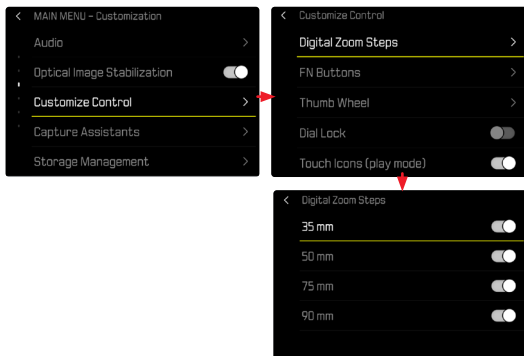 MAIN MENU – Customization
Audio
Optical Image Stabilization
Customize Control
Capture Assistants
Storage Management
Customize Control
Digital Zoom Steps
FN Buttons
Thumb Wheel
Dial Lock
Touch Icons (play mode)
Digital Zoom Steps
35 mm
50 mm
75 mm
90 mm